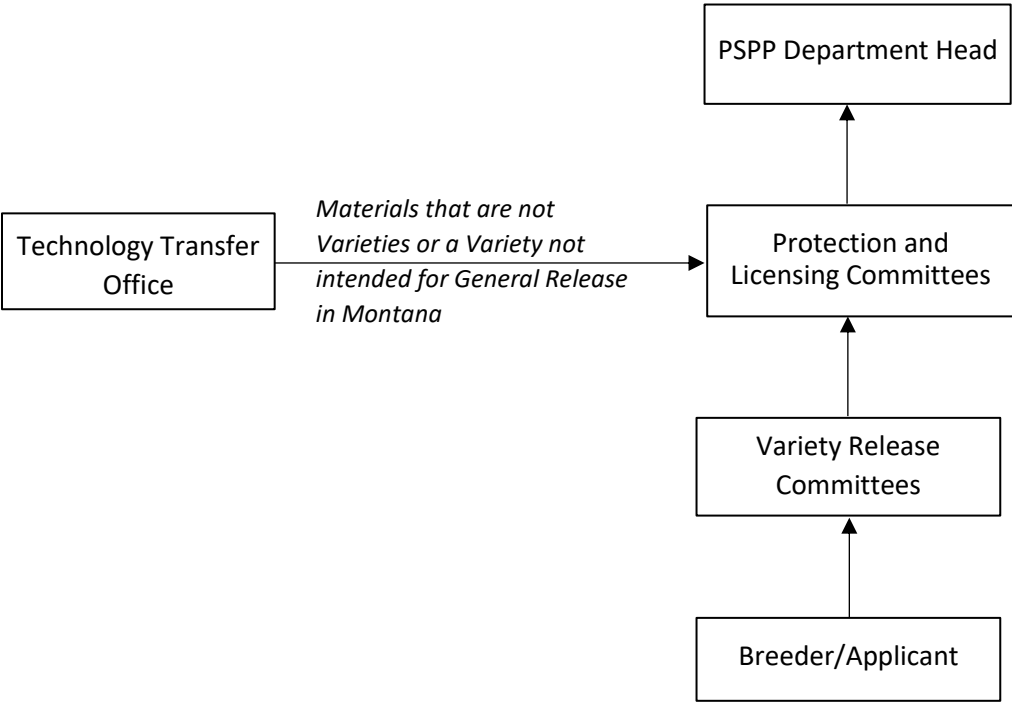 PSPP Department Head
Materials that are not
Varieties or a Variety not
intended for General Release
in Montana
Technology Transfer
Office
Protection and
Licensing Committees
Variety Release
Committees
Breeder/Applicant